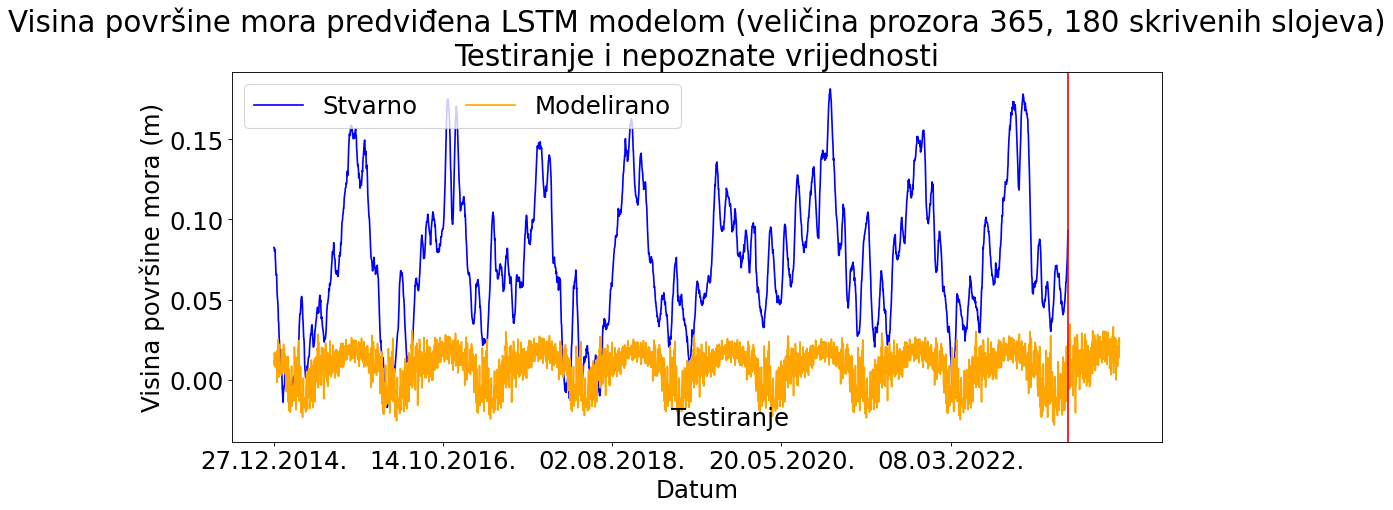 Visina površine mora predviđena LSTM modelom (veličina prozora 365, 180 skrivenih slojeva)
Testiranje i nepoznate vrijednosti
Stvarno Modelirano
Visina površine mora (m)
0.15
0.10
0.05
0.00
Testiranje
27.12.2014. 14.10.2016. 02.08.2018. 20.05.2020. 08.03.2022.
Datum